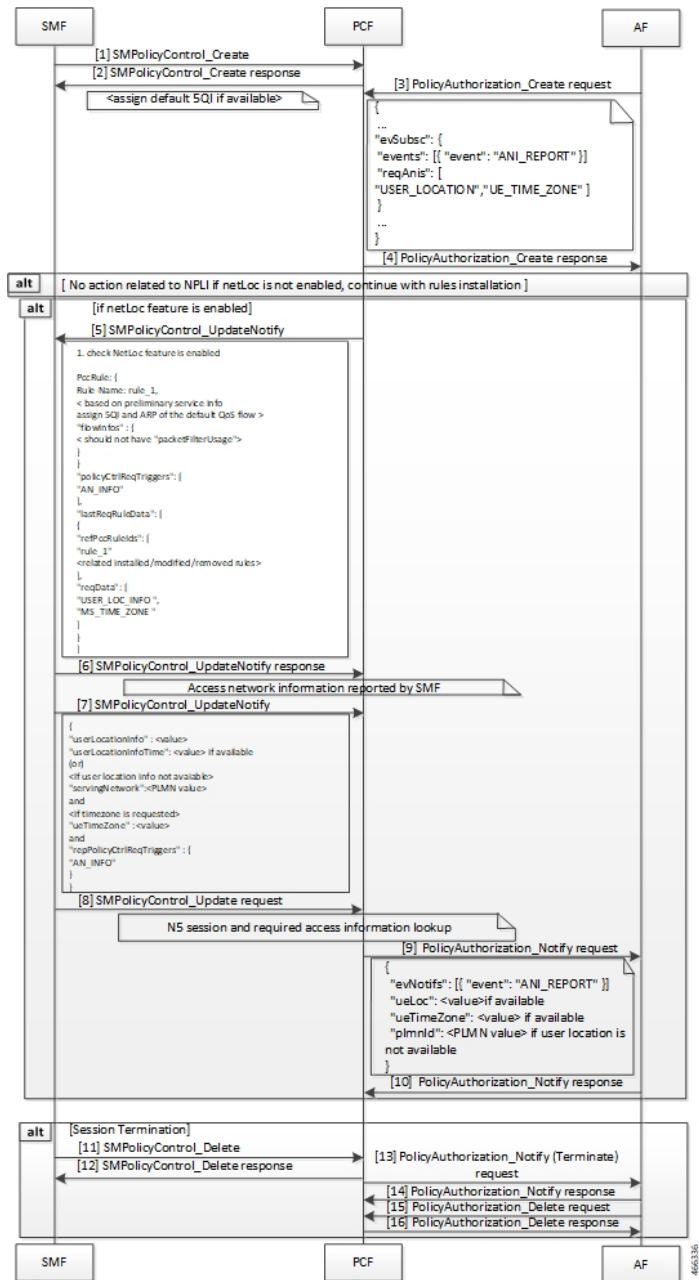 SMF
PCF
AF
[1] SMPolicyControl_Create
[2] SMPolicyControl_Create response
[3] PolicyAuthorization_Create request
<assign default 5QI if available>
{
...
"evSubsc": {
"events": [{ "event": "ANI_REPORT" }]
"reqAnis": [
"USER_LOCATION","UE_TIME_ZONE" ]
}
...
}
[4] PolicyAuthorization_Create response
alt
[ No action related to NPLI if netLoc is not enabled, continue with rules installation ]
alt
[if netLoc feature is enabled]
[5] SMPolicyControl_UpdateNotify
1. check NetLoc feature is enabled
PccRule: {
Rule Name: rule_1,
< based on preliminary service info
assign 5QI and ARP of the default QoS flow >
"flowInfos" : {
< should not have "packetFilterUsage">
}
}
"policyCtrlReqTriggers": [
"AN_INFO"
],
"lastReqRuleData": [
{
"refPccRuleIds": [
"rule_1"
<related installed/modified/removed rules>
],
"reqData": [
"USER_LOC_INFO",
"MS_TIME_ZONE "
]
}
]
[6] SMPolicyControl_UpdateNotify response
Access network information reported by SMF
[7] SMPolicyControl_UpdateNotify
{
"userLocationInfo" : <value>
"userLocationInfoTime": <value> if available
(or)
<if user location info not available>
"servingNetwork":<PLMN value>
and
<if timezone is requested>
"ueTimeZone" :<value>
and
"repPolicyCtrlReqTriggers" : {
"AN_INFO"
}
}
[8] SMPolicyControl_Update request
N5 session and required access information lookup
[9] PolicyAuthorization_Notify request
{
"evNotifs": [{ "event": "ANI_REPORT" }]
"ueLoc": <value>if available
"ueTimeZone": <value> if available
"plmnId": <PLMN value> if user location is
not available
}
[10] PolicyAuthorization_Notify response
alt
[Session Termination]
[11] SMPolicyControl_Delete
[12] SMPolicyControl_Delete response
[13] PolicyAuthorization_Notify (Terminate)
request
[14] PolicyAuthorization_Notify response
[15] PolicyAuthorization_Delete request
[16] PolicyAuthorization_Delete response
SMF
PCF
AF
466336